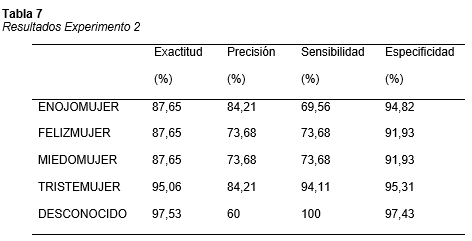 Tabla 7
Resultados Experimento 2
Exactitud Precisión Sensibilidad Especificidad
(%) (%) (%) (%)
ENOJOMUJER 87,65 84,21 69,56 94,82
FELIZMUJER 87,65 73,68 73,68 91,93
MIEDOMUJER 87,65 73,68 73,68 91,93
TRISTEMUJER 95,06 84,21 94,11 95,31
DESCONOCIDO 97,53 60 100 97,43